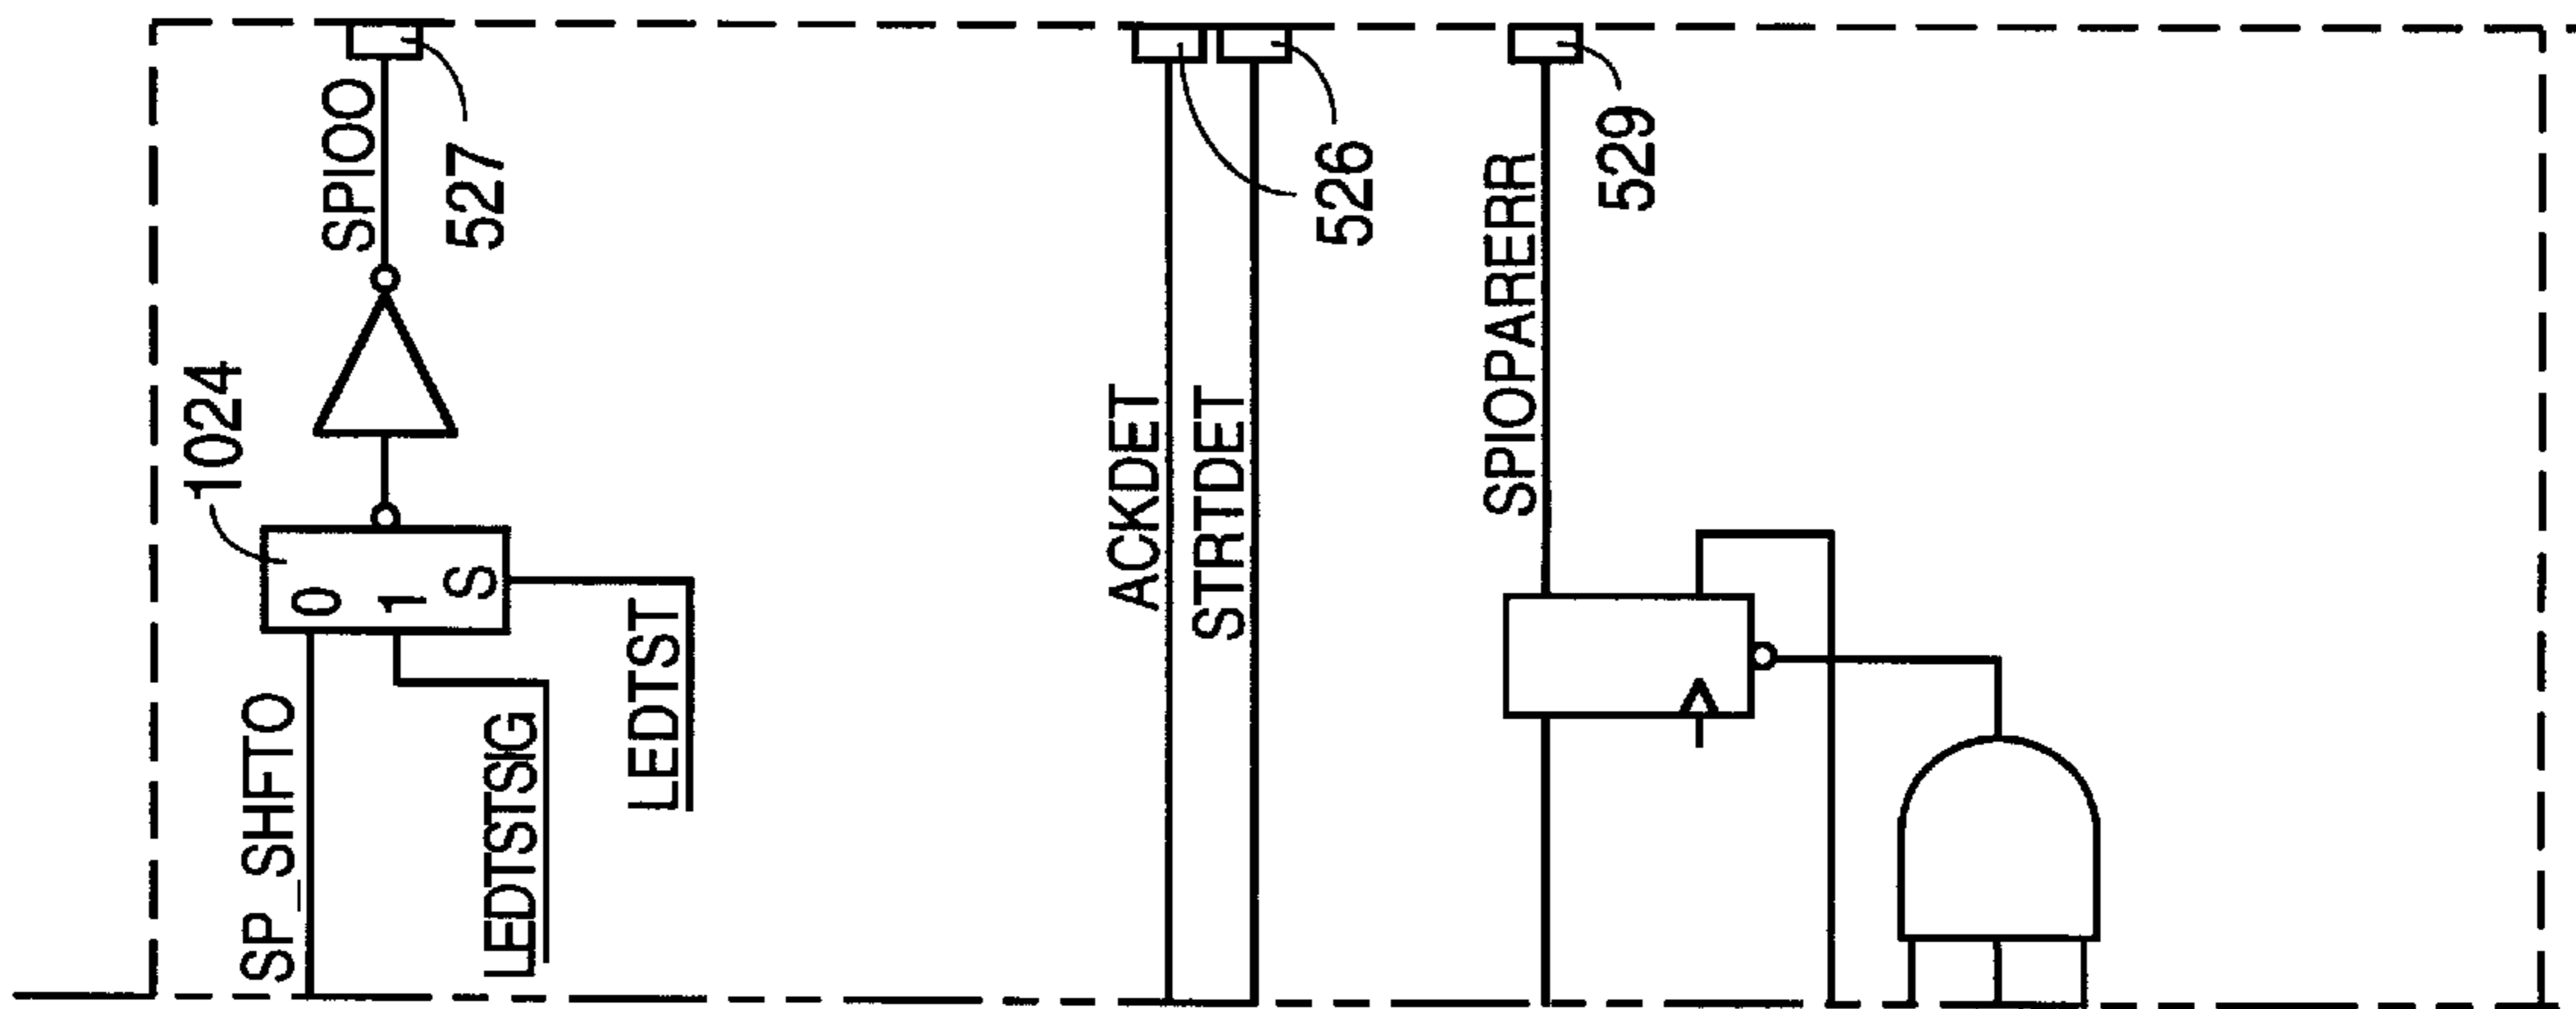 SPIOO
527
1024
0
1
S
SP_SHFTO
LEDTSTSIG
LEDTST
ACKDET
STRTDET
526
SPIOPARERR
529